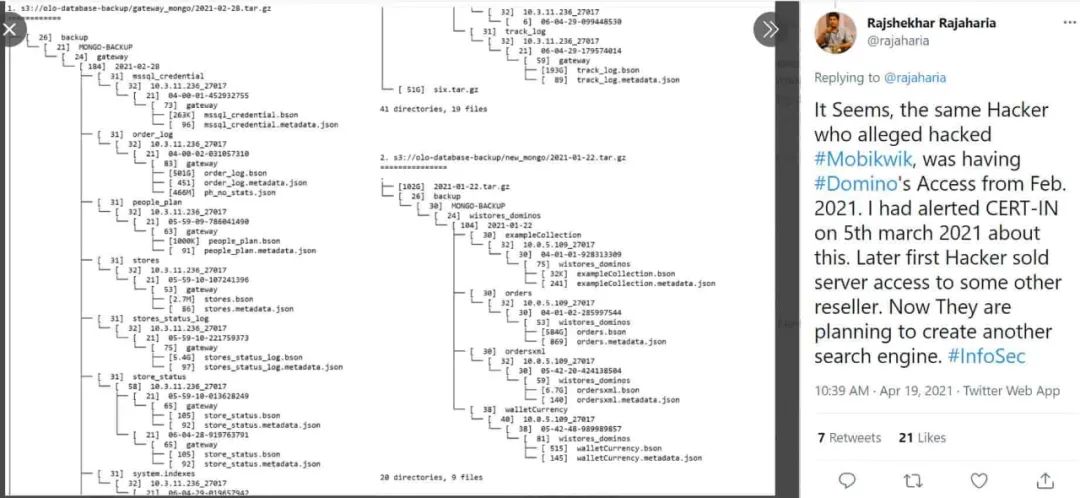 1. s3://olo-database-backup/gateway_mongo/2021-02-28.tar.gz
============
[ 26] backup
└── [ 21] MONGO-BACKUP
└── [ 24] gateway
└── [ 184] 2021-02-28
├── [ 31] mssql_credential
│ └── [ 32] 10.3.11.236_27017
│ └── [ 21] 04-00-01-452932755
│ └── [ 73] gateway
│ ├── [263K] mssql_credential.bson
│ └── [ 96] mssql_credential.metadata.json
├── [ 31] order_log
│ └── [ 32] 10.3.11.236_27017
│ └── [ 21] 04-00-02-031057310
│ └── [ 83] gateway
│ ├── [501G] order_log.bson
│ ├── [ 451] order_log.metadata.json
│ └── [466M] ph_no_stats.json
├── [ 31] people_plan
│ └── [ 32] 10.3.11.236_27017
│ └── [ 21] 05-59-09-786041490
│ └── [ 63] gateway
│ ├── [1000K] people_plan.bson
│ └── [ 91] people_plan.metadata.json
├── [ 31] stores
│ └── [ 32] 10.3.11.236_27017
│ └── [ 21] 05-59-10-107241396
│ └── [ 53] gateway
│ ├── [2.7M] stores.bson
│ └── [ 86] stores.metadata.json
├── [ 31] stores_status_log
│ └── [ 32] 10.3.11.236_27017
│ └── [ 21] 05-59-10-221759373
│ └── [ 75] gateway
│ ├── [5.4G] stores_status_log.bson
│ └── [ 97] stores_status_log.metadata.json
├── [ 31] store_status
│ └── [ 58] 10.3.11.236_27017
│ ├── [ 21] 05-59-10-013628249
│ │ └── [ 65] gateway
│ │ ├── [ 105] store_status.bson
│ │ └── [ 92] store_status.metadata.json
│ └── [ 21] 06-04-28-919763791
│ └── [ 65] gateway
│ ├── [ 105] store_status.bson
│ └── [ 92] store_status.metadata.json
├── [ 31] system.indexes
│ └── [ 32] 10.3.11.236_27017
│ └── [ 21] 06-04-29-019657942
└── [ 32] 10.3.11.236_27017
└── [ 6] 06-04-29-099448530
└── [ 31] track_log
└── [ 32] 10.3.11.236_27017
└── [ 21] 06-04-29-179574014
└── [ 59] gateway
├── [193G] track_log.bson
└── [ 89] track_log.metadata.json
└── [ 51G] six.tar.gz
41 directories, 19 files
2. s3://olo-database-backup/new_mongo/2021-01-22.tar.gz
===============
.
├── [102G] 2021-01-22.tar.gz
└── [ 26] backup
└── [ 30] MONGO-BACKUP
└── [ 24] wistores_dominos
└── [ 104] 2021-01-22
├── [ 30] exampleCollection
│ └── [ 32] 10.0.5.109_27017
│ └── [ 30] 04-01-01-928313309
│ └── [ 75] wistores_dominos
│ ├── [ 32K] exampleCollection.bson
│ └── [ 241] exampleCollection.metadata.json
├── [ 30] orders
│ └── [ 32] 10.0.5.109_27017
│ └── [ 30] 04-01-02-285997544
│ └── [ 53] wistores_dominos
│ ├── [584G] orders.bson
│ └── [ 869] orders.metadata.json
├── [ 30] ordersxml
│ └── [ 32] 10.0.5.109_27017
│ └── [ 30] 05-42-20-424138504
│ └── [ 59] wistores_dominos
│ ├── [6.7G] ordersxml.bson
│ └── [ 140] ordersxml.metadata.json
└── [ 38] walletCurrency
└── [ 40] 10.0.5.109_27017
└── [ 38] 05-42-48-989989857
└── [ 81] wistores_dominos
├── [ 515] walletCurrency.bson
└── [ 145] walletCurrency.metadata.json
20 directories, 9 files
Rajshekhar Rajaharia
@rajaharia
Replying to @rajaharia
It Seems, the same Hacker
who alleged hacked
#Mobikwik, was having
#Domino's Access from Feb.
2021. I had alerted CERT-IN
on 5th march 2021 about
this. Later first Hacker sold
server access to some other
reseller. Now They are
planning to create another
search engine. #InfoSec
10:39 AM · Apr 19, 2021 · Twitter Web App
7 Retweets 21 Likes